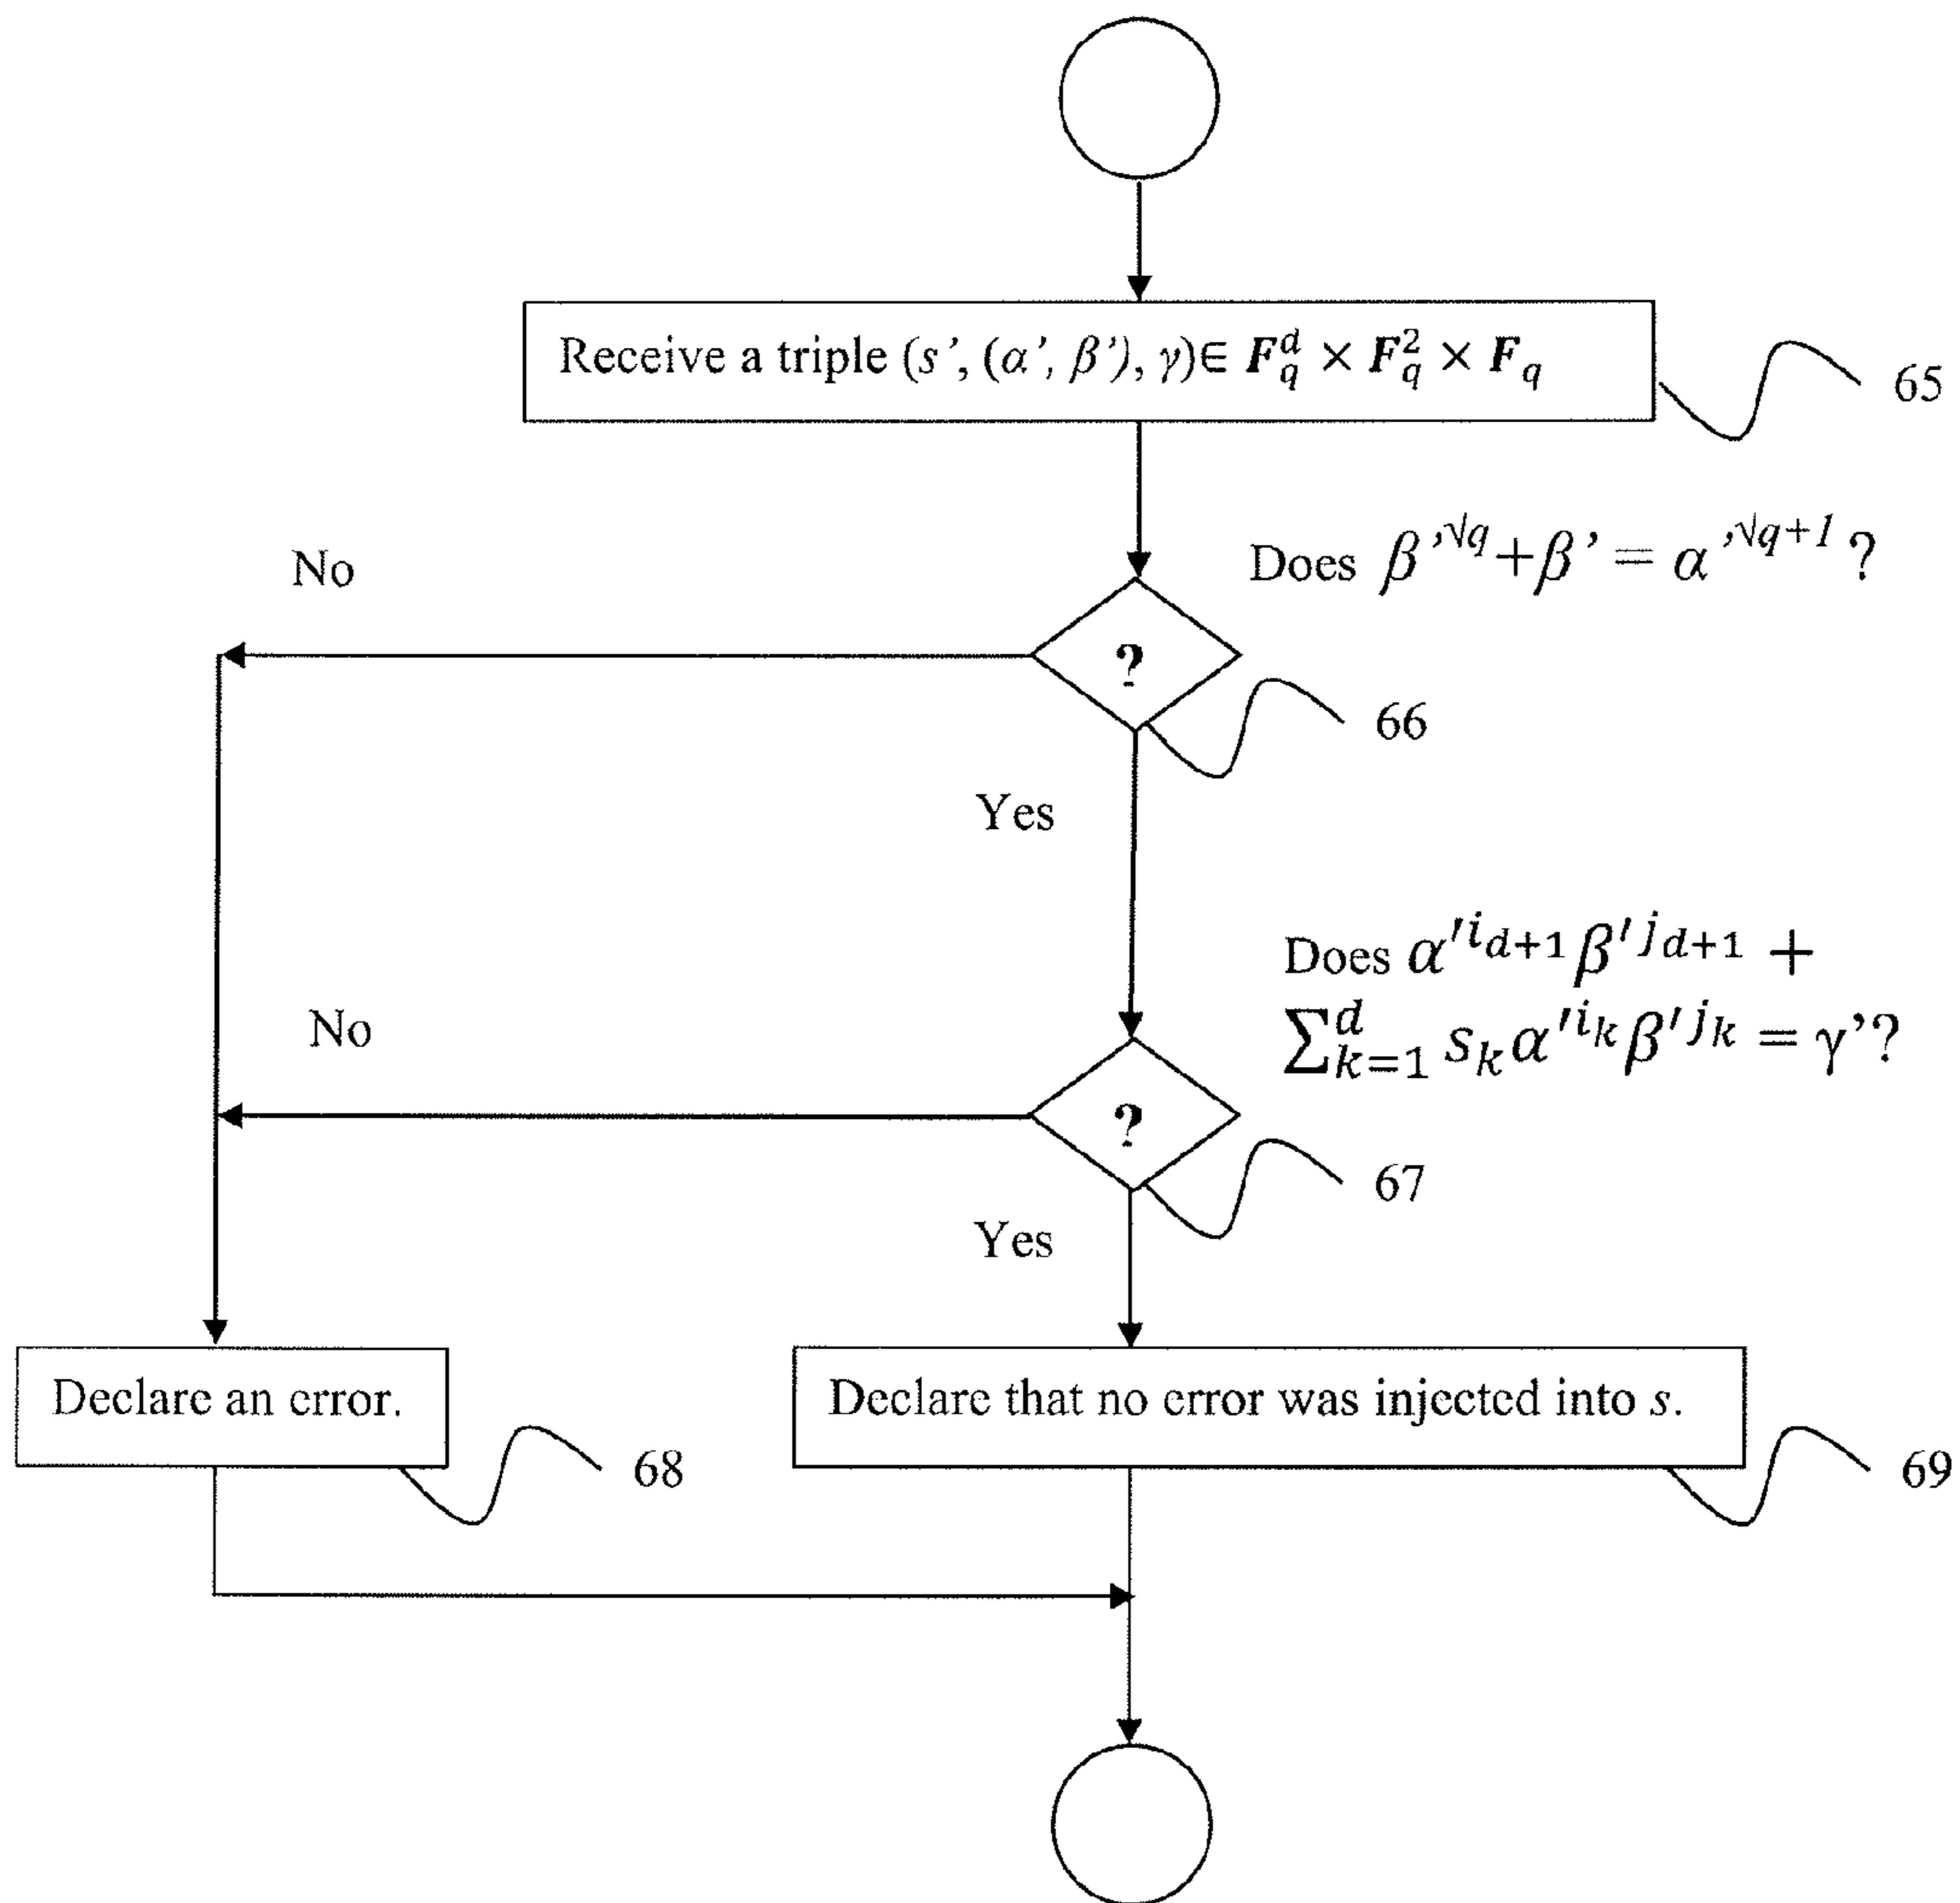 Receive a triple (s’, (α’, β’), γ)∈ F_q^d × F_q^2 × F_q
65
Does β’^{√q}+β’ = α’^{√q+1} ?
No
?
66
Yes
Does α′^{i_{d+1}} β′^{j_{d+1}} +
∑_{k=1}^{d} s_k α′^{i_k} β′^{j_k} = γ’?
No
?
67
Yes
Declare an error.
68
Declare that no error was injected into s.
69